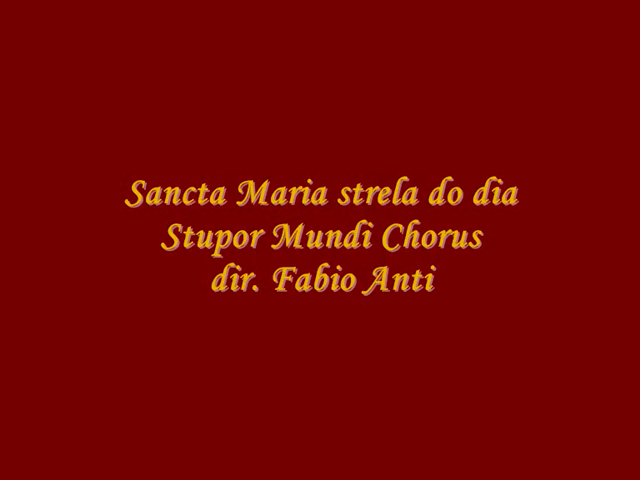 Sancta Maria strela do dia
Stupor Mundi Chorus
dir. Fabio Anti